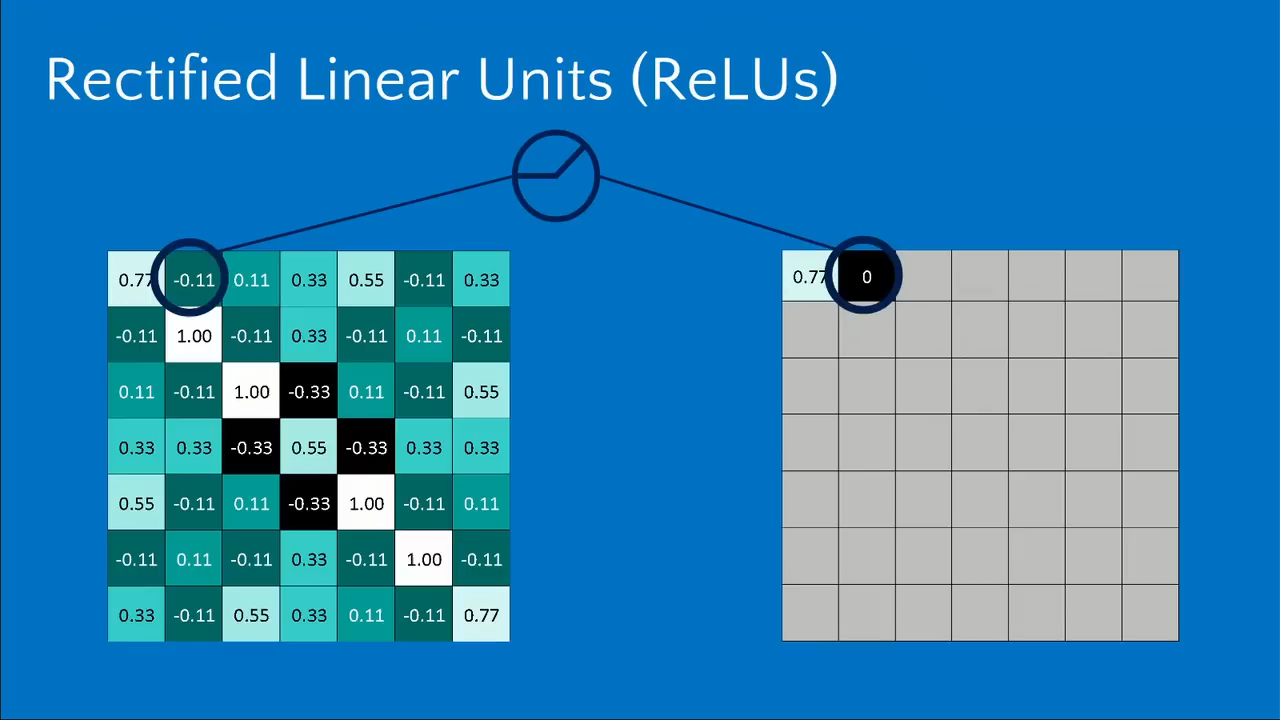 Rectified Linear Units (ReLUs)
0.77 -0.11 0.11 0.33 0.55 -0.11 0.33
0.77 0
-0.11 1.00 -0.11 0.33 -0.11 0.11 -0.11
0.11 -0.11 1.00 -0.33 0.11 -0.11 0.55
0.33 0.33 -0.33 0.55 -0.33 0.33 0.33
0.55 -0.11 0.11 -0.33 1.00 -0.11 0.11
-0.11 0.11 -0.11 0.33 -0.11 1.00 -0.11
0.33 -0.11 0.55 0.33 0.11 -0.11 0.77